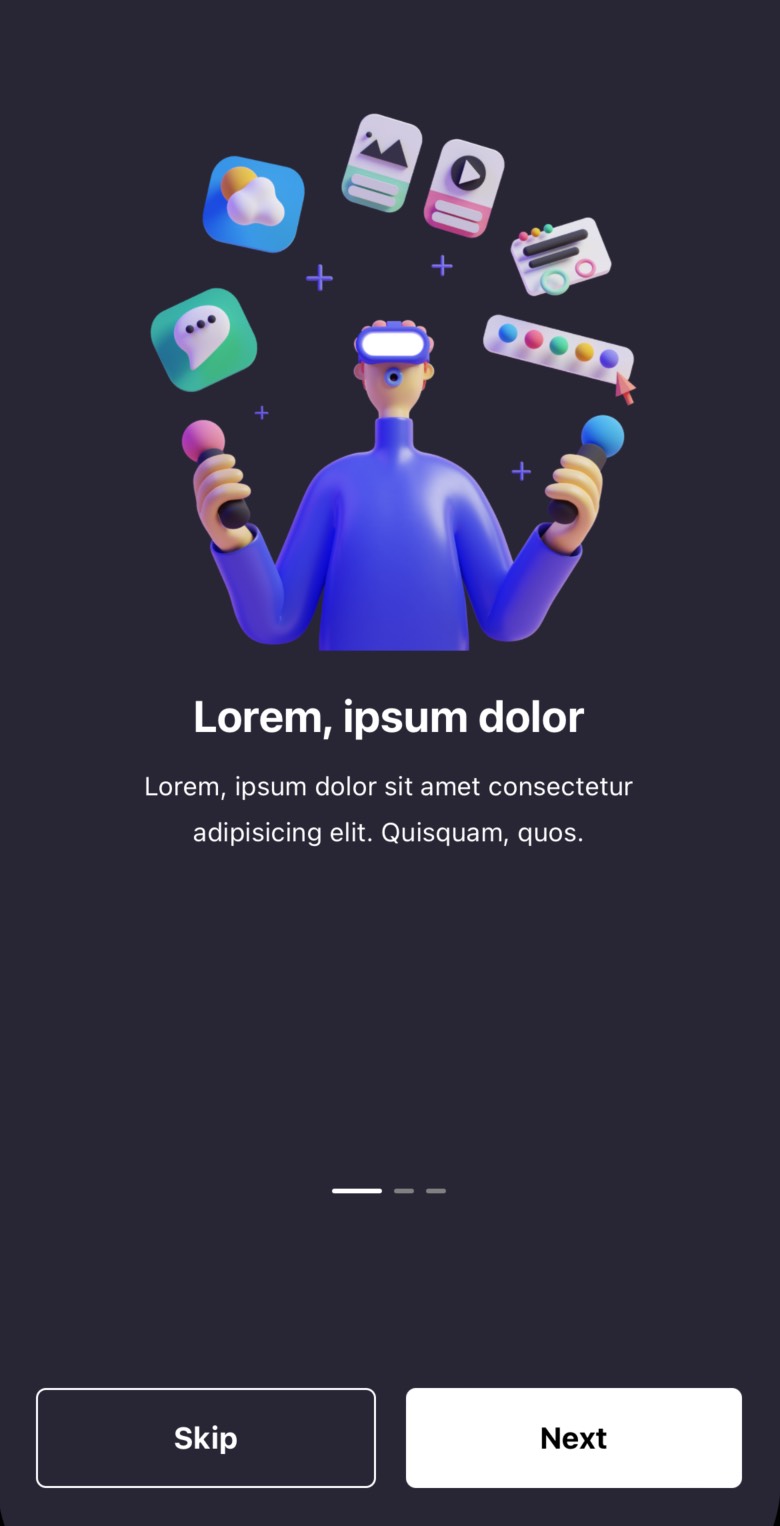 Lorem, ipsum dolor
Lorem, ipsum dolor sit amet consectetur
adipisicing elit. Quisquam, quos.
Skip
Next